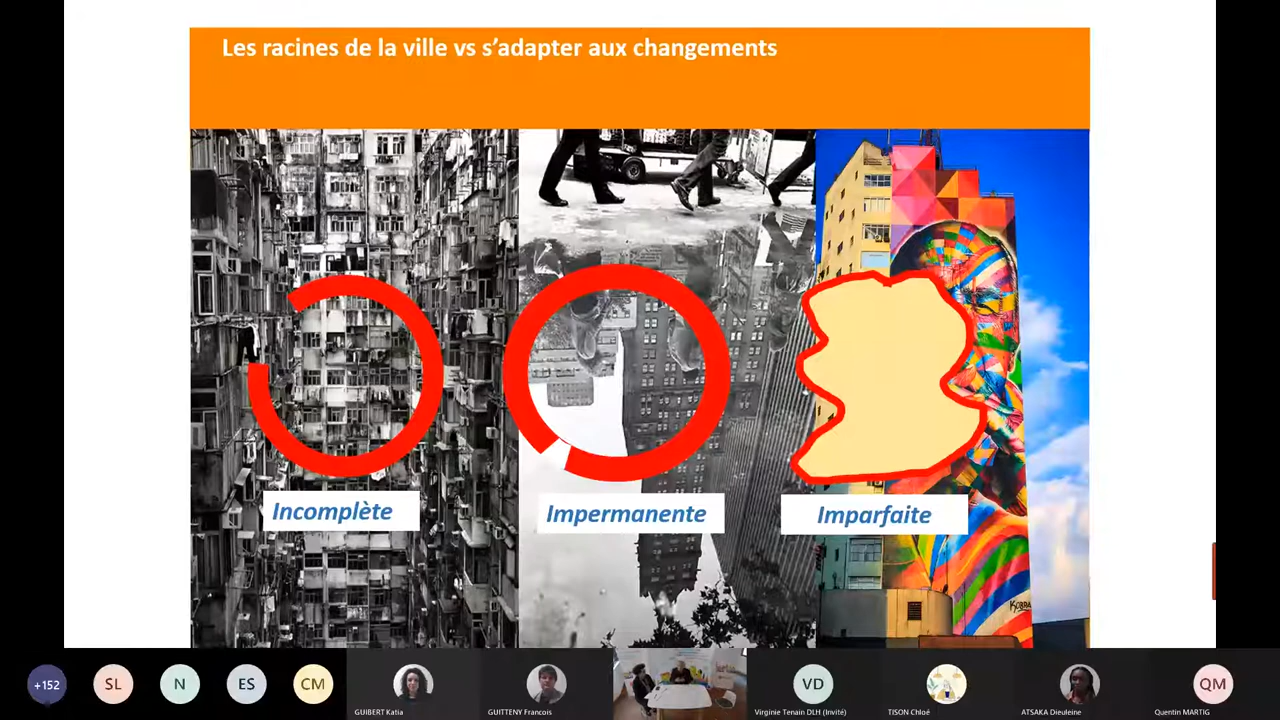 Les racines de la ville vs s’adapter aux changements
Incomplète
Impermanente
Imparfaite
KOBRA
+152
SL
N
ES
CM
VD
QM
GUIBERT Katia
GUITTENY Francois
Virginie Tenain DLH (Invité)
TISON Chloé
ATSAKA Dieuleine
Quentin MARTIG